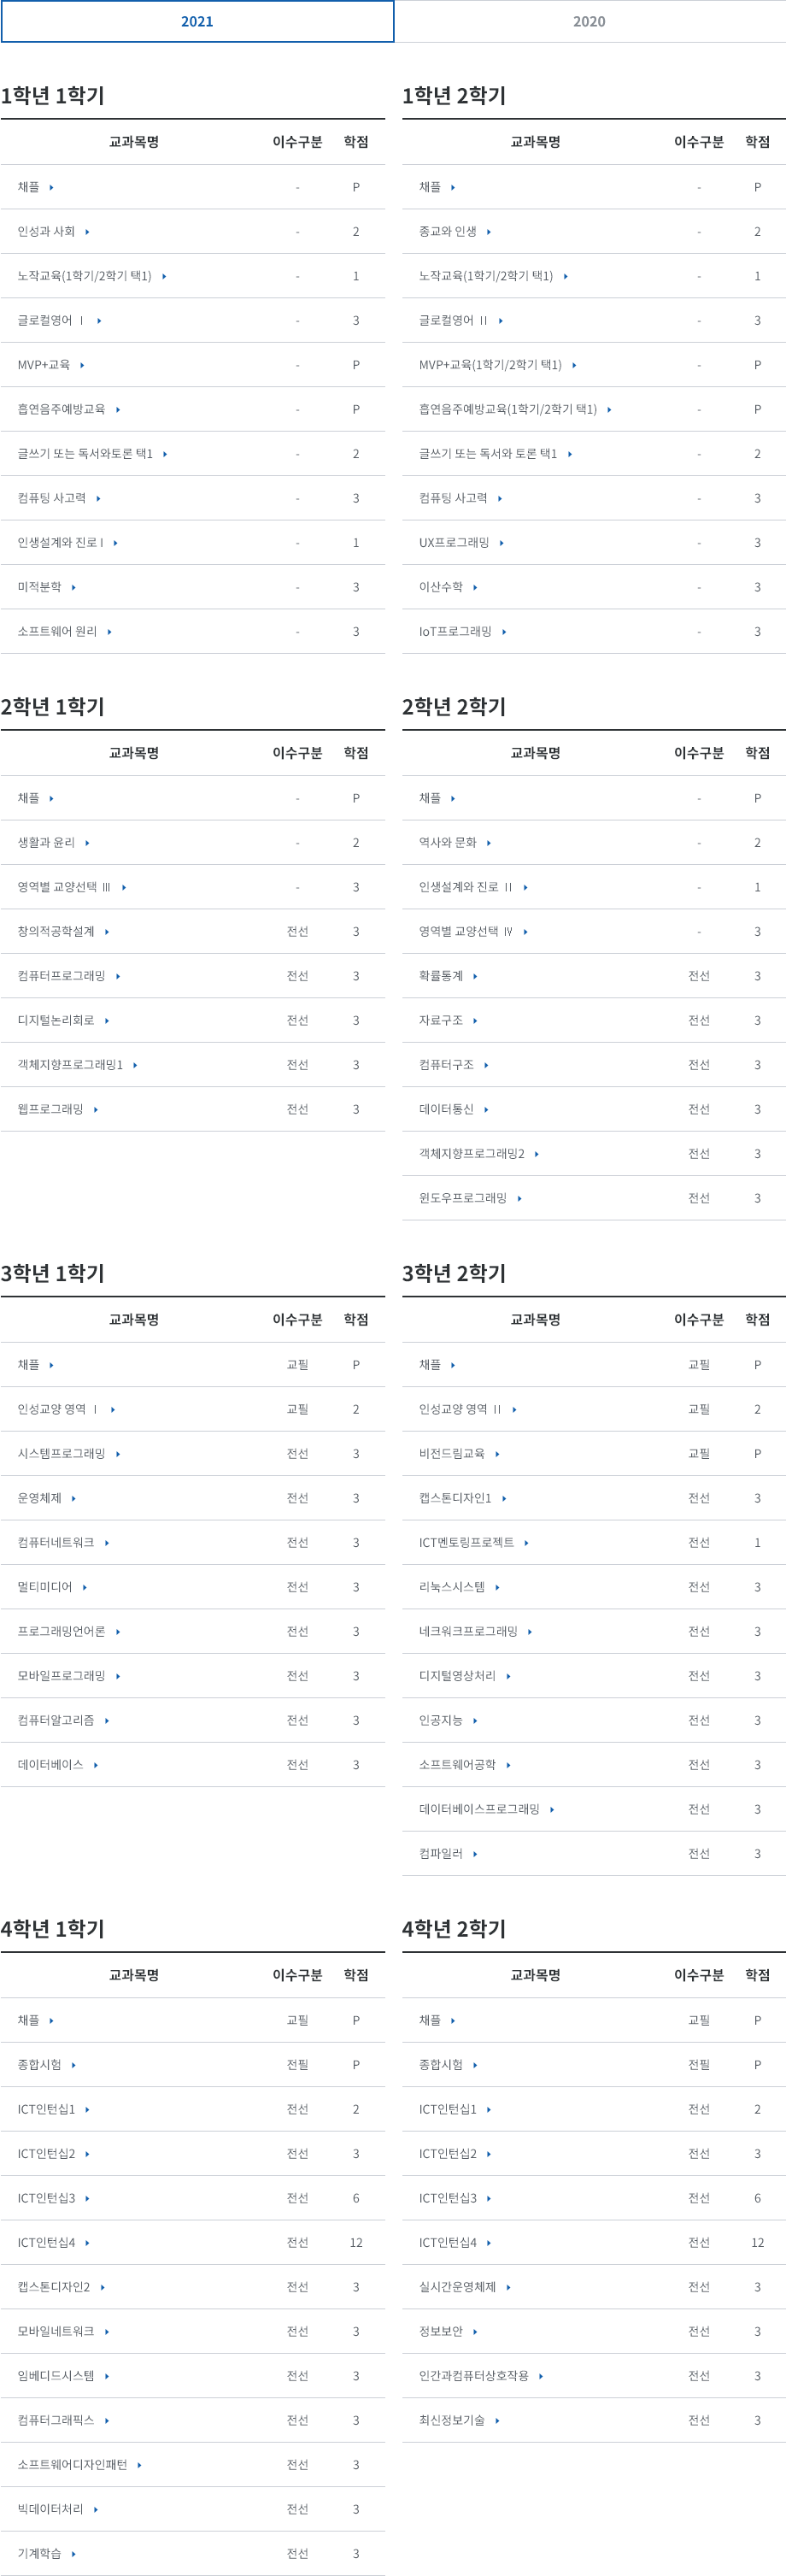 2021
2020
1학년 1학기
교과목명 이수구분 학점
채플 - P
인성과 사회 - 2
노작교육(1학기/2학기 택1) - 1
글로컬영어 Ⅰ - 3
MVP+교육 - P
흡연음주예방교육 - P
글쓰기 또는 독서와토론 택1 - 2
컴퓨팅 사고력 - 3
인생설계와 진로 I - 1
미적분학 - 3
소프트웨어 원리 - 3
1학년 2학기
교과목명 이수구분 학점
채플 - P
종교와 인생 - 2
노작교육(1학기/2학기 택1) - 1
글로컬영어 Ⅱ - 3
MVP+교육(1학기/2학기 택1) - P
흡연음주예방교육(1학기/2학기 택1) - P
글쓰기 또는 독서와 토론 택1 - 2
컴퓨팅 사고력 - 3
UX프로그래밍 - 3
이산수학 - 3
IoT프로그래밍 - 3
2학년 1학기
교과목명 이수구분 학점
채플 - P
생활과 윤리 - 2
영역별 교양선택 Ⅲ - 3
창의적공학설계 전선 3
컴퓨터프로그래밍 전선 3
디지털논리회로 전선 3
객체지향프로그래밍1 전선 3
웹프로그래밍 전선 3
2학년 2학기
교과목명 이수구분 학점
채플 - P
역사와 문화 - 2
인생설계와 진로 Ⅱ - 1
영역별 교양선택 Ⅳ - 3
확률통계 전선 3
자료구조 전선 3
컴퓨터구조 전선 3
데이터통신 전선 3
객체지향프로그래밍2 전선 3
윈도우프로그래밍 전선 3
3학년 1학기
교과목명 이수구분 학점
채플 교필 P
인성교양 영역 Ⅰ 교필 2
시스템프로그래밍 전선 3
운영체제 전선 3
컴퓨터네트워크 전선 3
멀티미디어 전선 3
프로그래밍언어론 전선 3
모바일프로그래밍 전선 3
컴퓨터알고리즘 전선 3
데이터베이스 전선 3
3학년 2학기
교과목명 이수구분 학점
채플 교필 P
인성교양 영역 Ⅱ 교필 2
비전드림교육 교필 P
캡스톤디자인1 전선 3
ICT멘토링프로젝트 전선 1
리눅스시스템 전선 3
네크워크프로그래밍 전선 3
디지털영상처리 전선 3
인공지능 전선 3
소프트웨어공학 전선 3
데이터베이스프로그래밍 전선 3
컴파일러 전선 3
4학년 1학기
교과목명 이수구분 학점
채플 교필 P
종합시험 전필 P
ICT인턴십1 전선 2
ICT인턴십2 전선 3
ICT인턴십3 전선 6
ICT인턴십4 전선 12
캡스톤디자인2 전선 3
모바일네트워크 전선 3
임베디드시스템 전선 3
컴퓨터그래픽스 전선 3
소프트웨어디자인패턴 전선 3
빅데이터처리 전선 3
기계학습 전선 3
4학년 2학기
교과목명 이수구분 학점
채플 교필 P
종합시험 전필 P
ICT인턴십1 전선 2
ICT인턴십2 전선 3
ICT인턴십3 전선 6
ICT인턴십4 전선 12
실시간운영체제 전선 3
정보보안 전선 3
인간과컴퓨터상호작용 전선 3
최신정보기술 전선 3